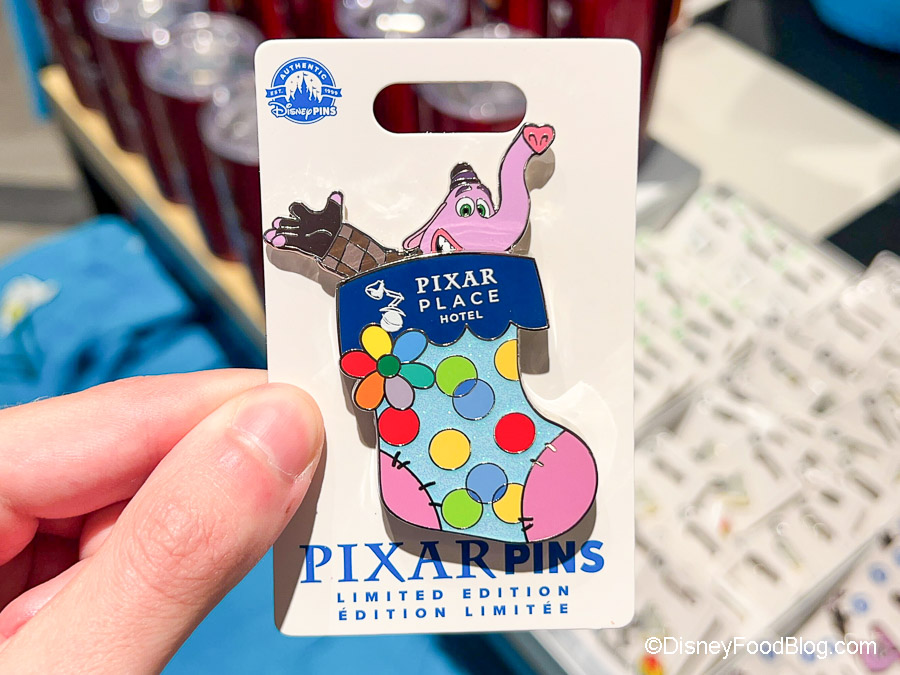 AUTHENTIC
EST. 1999
Disney PINS
PIXAR
PLACE
HOTEL
PIXAR PINS
LIMITED EDITION
ÉDITION LIMITÉE
©DisneyFoodBlog.com